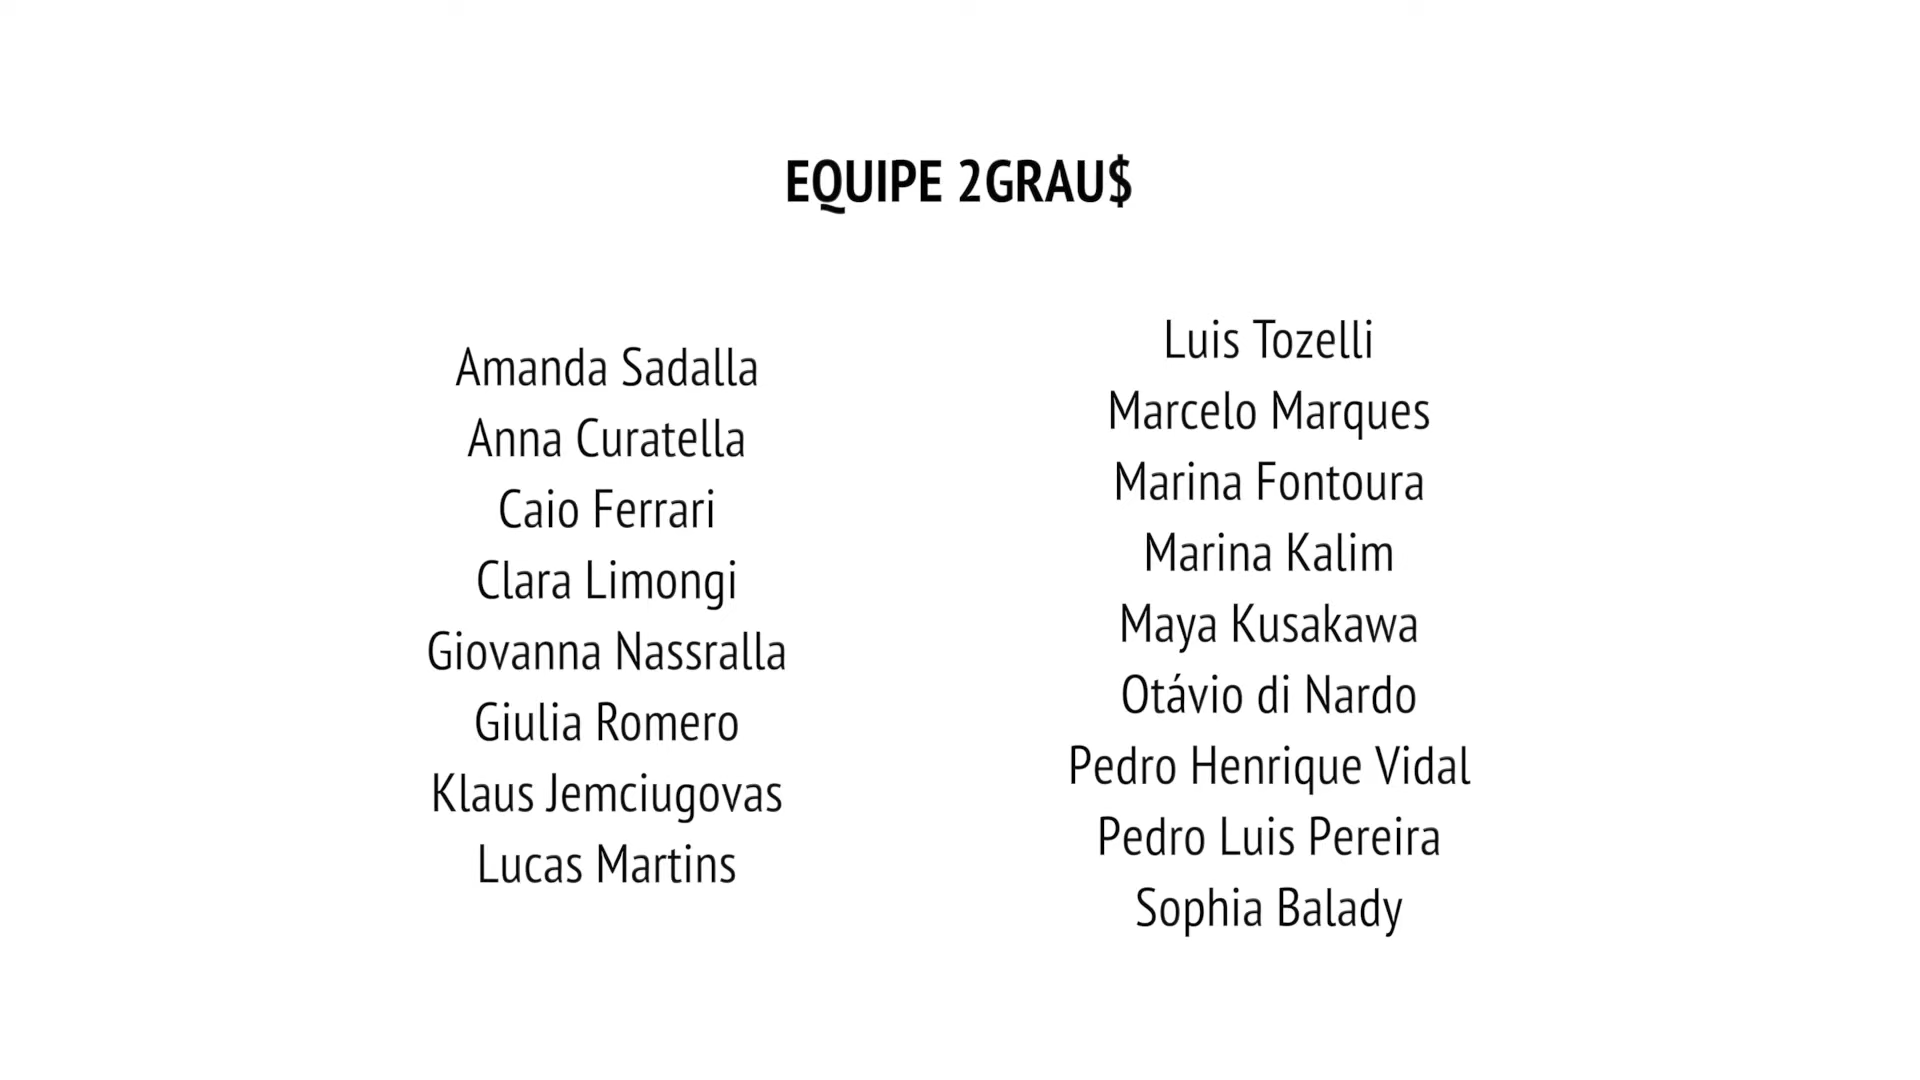 EQUIPE 2GRAU$
Amanda Sadalla
Anna Curatella
Caio Ferrari
Clara Limongi
Giovanna Nassralla
Giulia Romero
Klaus Jemciugovas
Lucas Martins
Luis Tozelli
Marcelo Marques
Marina Fontoura
Marina Kalim
Maya Kusakawa
Otávio di Nardo
Pedro Henrique Vidal
Pedro Luis Pereira
Sophia Balady